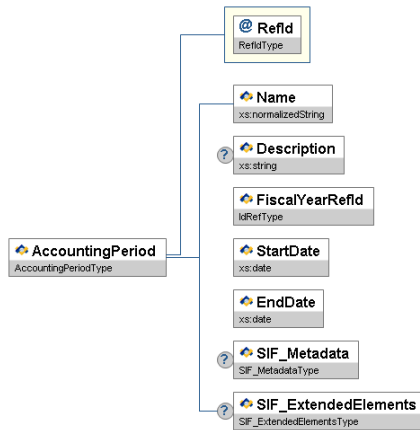 @ RefId
RefIdType
Name
xs:normalizedString
? Description
xs:string
FiscalYearRefId
IdRefType
AccountingPeriod
AccountingPeriodType
StartDate
xs:date
EndDate
xs:date
? SIF_Metadata
SIF_MetadataType
? SIF_ExtendedElements
SIF_ExtendedElementsType